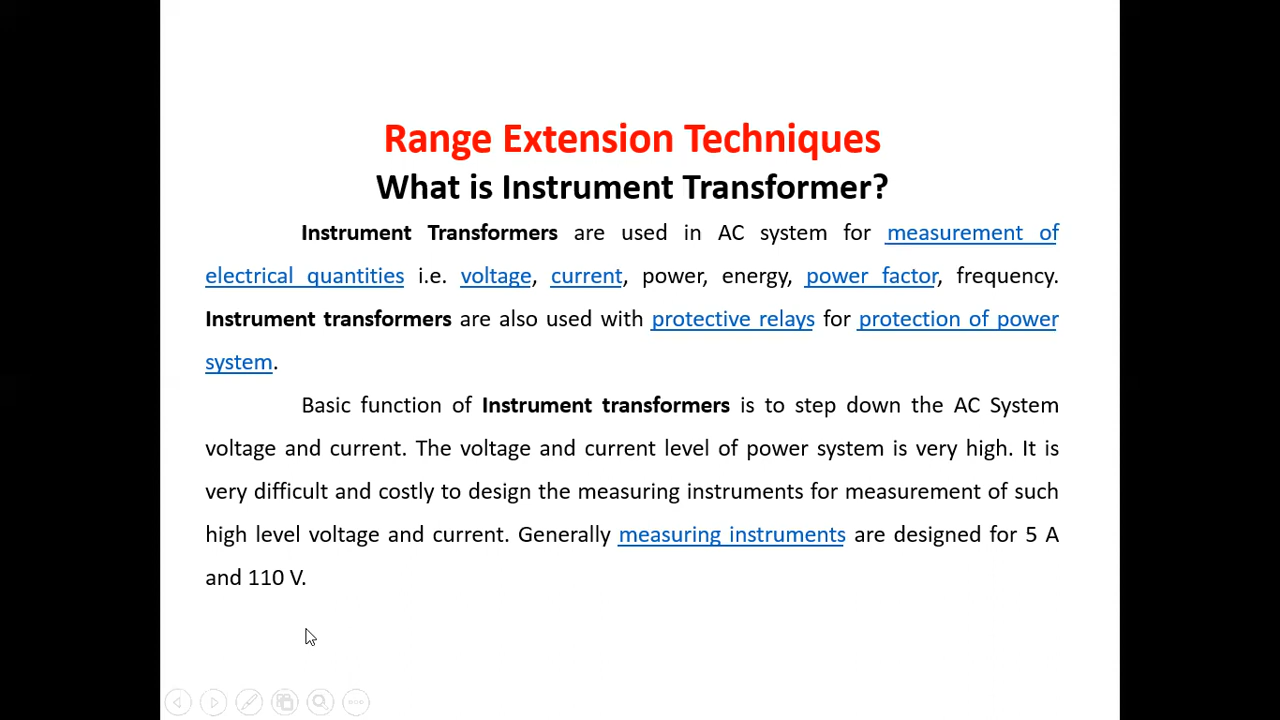 Range Extension Techniques
What is Instrument Transformer?
Instrument Transformers are used in AC system for measurement of
electrical quantities i.e. voltage, current, power, energy, power factor, frequency.
Instrument transformers are also used with protective relays for protection of power
system.
Basic function of Instrument transformers is to step down the AC System
voltage and current. The voltage and current level of power system is very high. It is
very difficult and costly to design the measuring instruments for measurement of such
high level voltage and current. Generally measuring instruments are designed for 5 A
and 110 V.